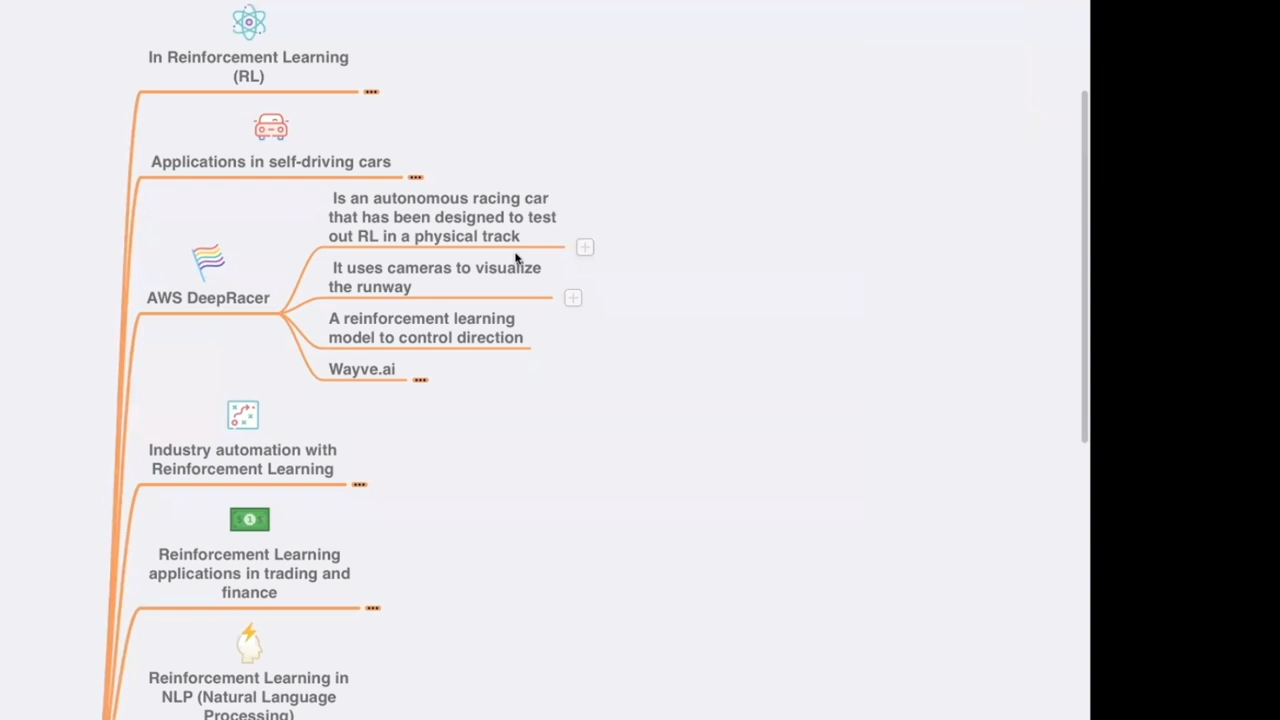 In Reinforcement Learning
(RL)
Applications in self-driving cars
Is an autonomous racing car
that has been designed to test
out RL in a physical track
It uses cameras to visualize
the runway
AWS DeepRacer
A reinforcement learning
model to control direction
Wayve.ai
Industry automation with
Reinforcement Learning
Reinforcement Learning
applications in trading and
finance
Reinforcement Learning in
NLP (Natural Language
Processing)